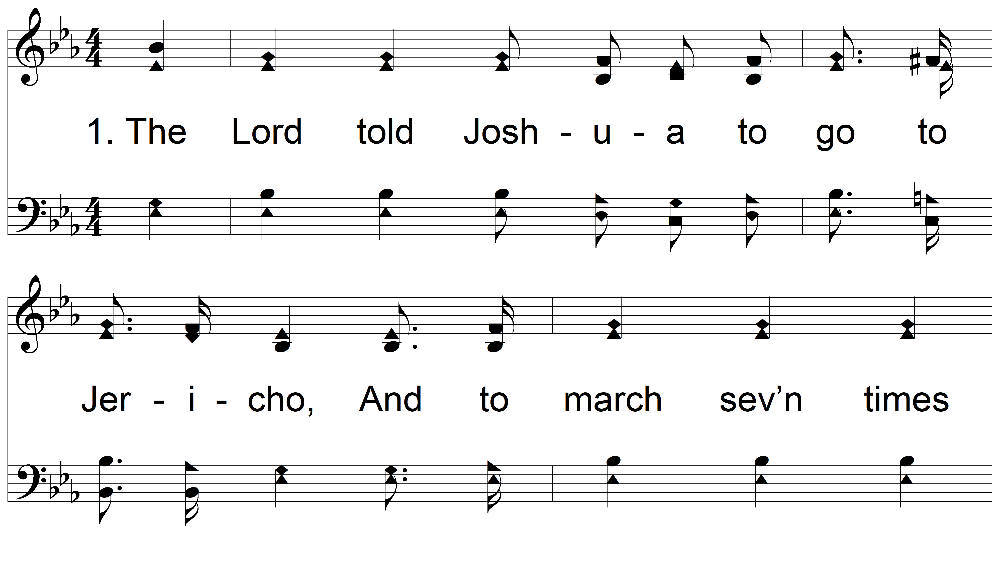 1. The Lord told Josh - u - a to go to
Jer - i - cho, And to march sev’n times